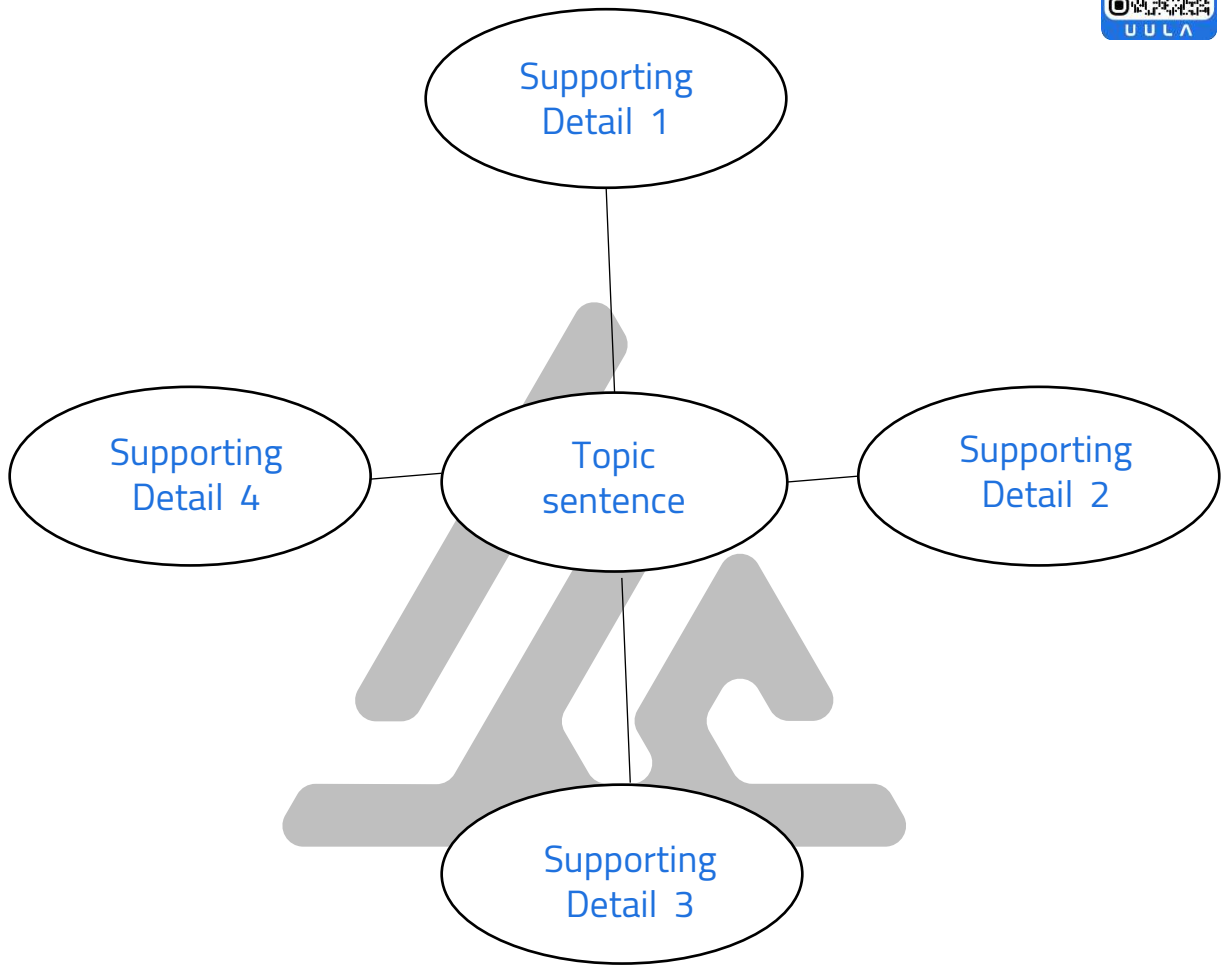 UULA
Supporting
Detail 1
Supporting
Detail 4
Topic
sentence
Supporting
Detail 2
Supporting
Detail 3